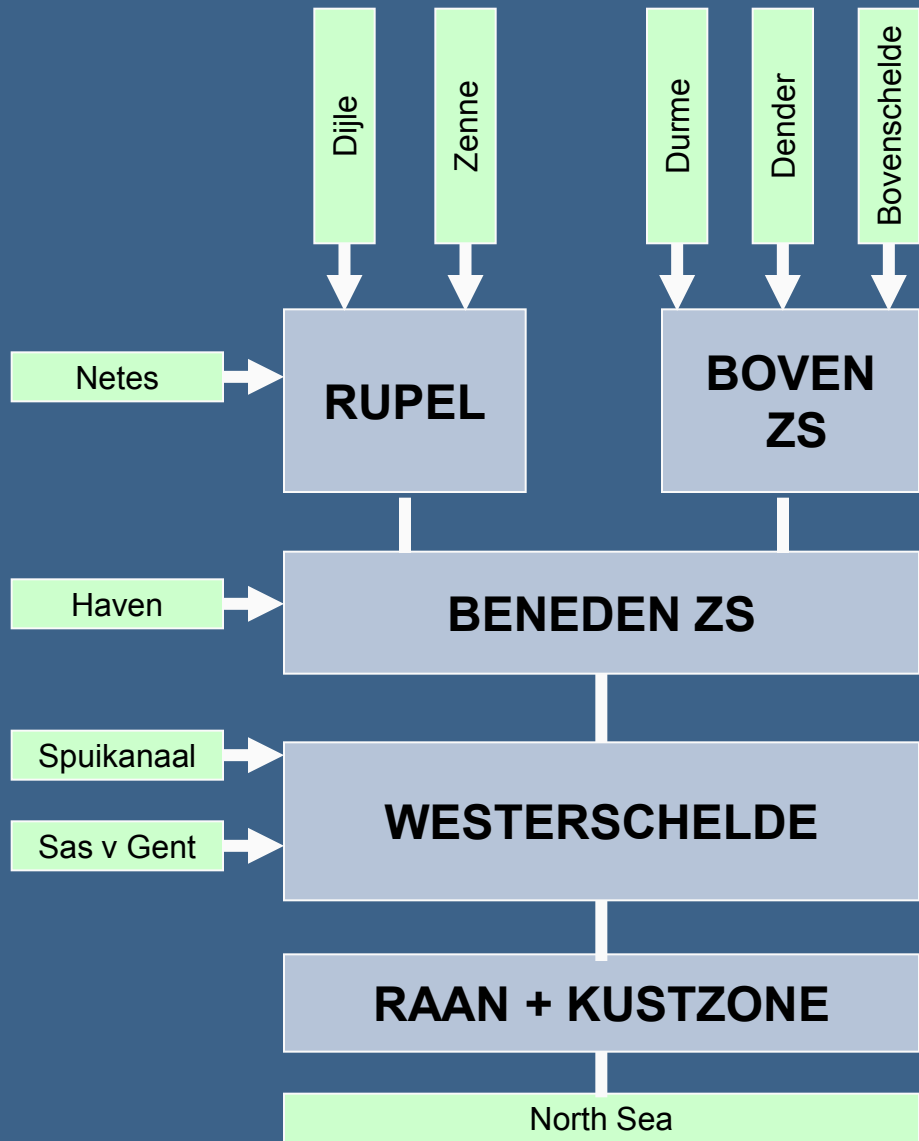 Dijle
Zenne
Durme
Dender
Bovenschelde
Netes
RUPEL
BOVEN
ZS
Haven
BENEDEN ZS
Spuikanaal
WESTERSCHELDE
Sas v Gent
RAAN + KUSTZONE
North Sea